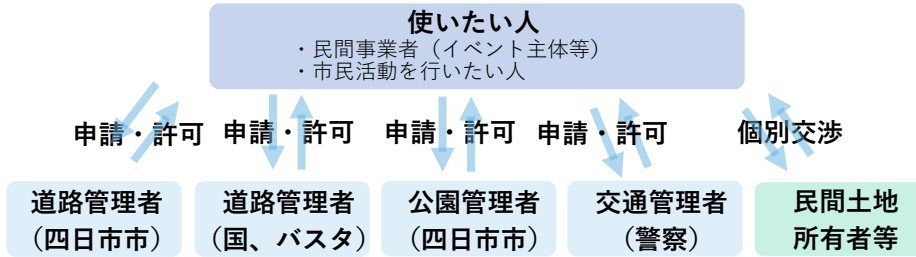 使いたい人
・民間事業者（イベント主体等）
・市民活動を行いたい人
申請・許可 申請・許可 申請・許可 申請・許可 個別交渉
道路管理者 道路管理者 公園管理者 交通管理者 民間土地
（四日市市） （国、バスタ） （四日市市） （警察） 所有者等